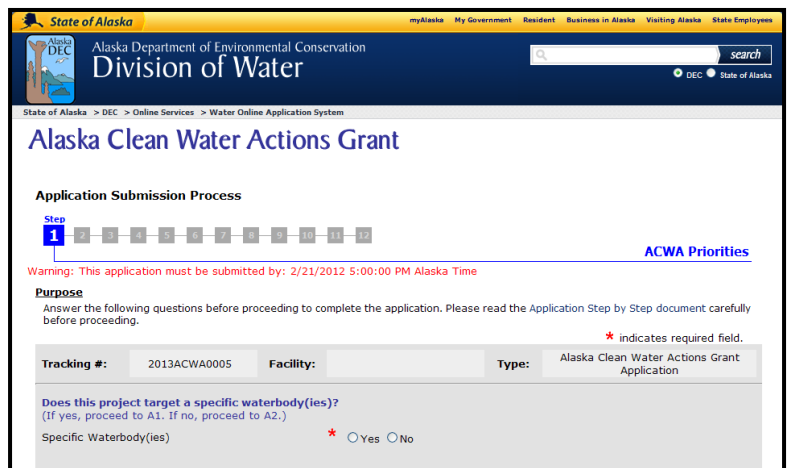 State of Alaska
myAlaska My Government Resident Business in Alaska Visiting Alaska State Employees
Alaska
DEC
Alaska Department of Environmental Conservation
Division of Water
search
DEC State of Alaska
State of Alaska > DEC > Online Services > Water Online Application System
Alaska Clean Water Actions Grant
Application Submission Process
Step
1 2 3 4 5 6 7 8 9 10 11 12
ACWA Priorities
Warning: This application must be submitted by: 2/21/2012 5:00:00 PM Alaska Time
Purpose
Answer the following questions before proceeding to complete the application. Please read the Application Step by Step document carefully
before proceeding.
* indicates required field.
Tracking #: 2013ACWA0005 Facility: Type: Alaska Clean Water Actions Grant
Application
Does this project target a specific waterbody(ies)?
(If yes, proceed to A1. If no, proceed to A2.)
Specific Waterbody(ies) * Yes No